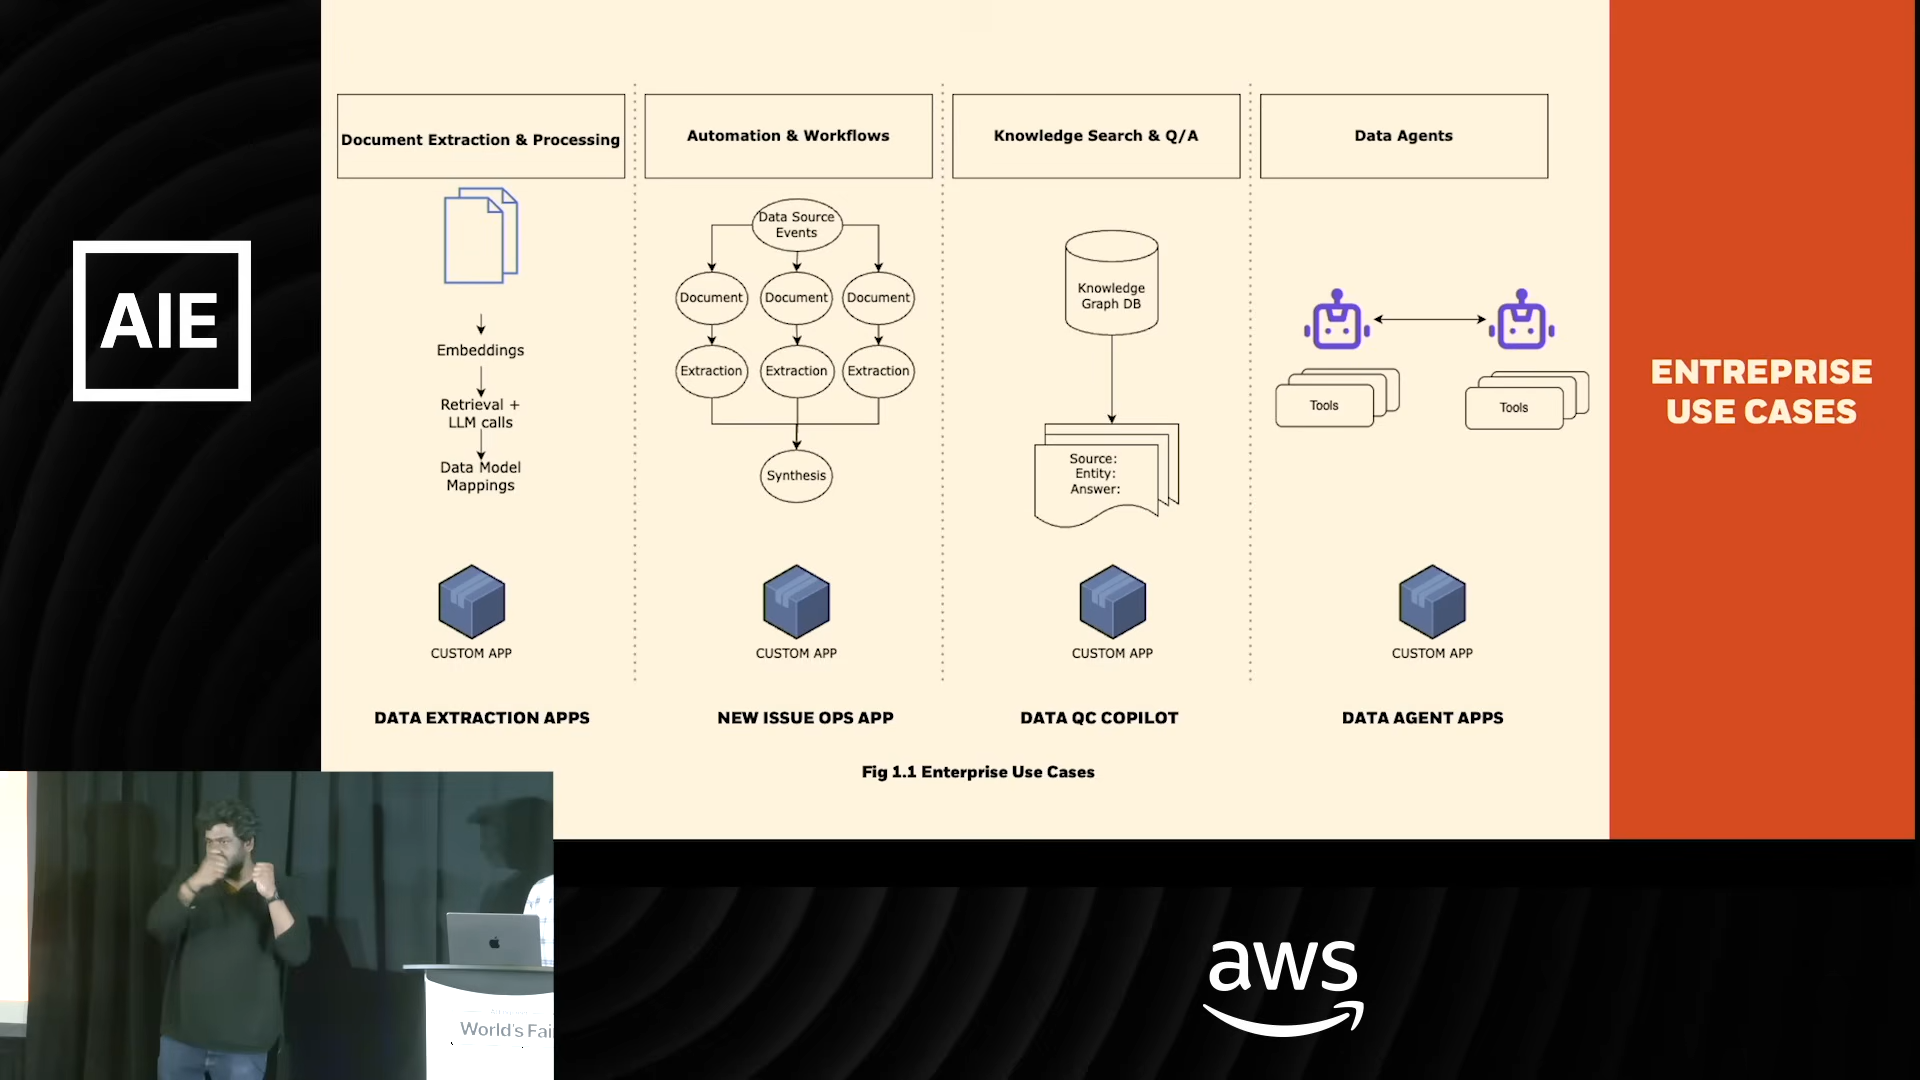 AIE
Document Extraction & Processing
Embeddings
Retrieval +
LLM calls
Data Model
Mappings
CUSTOM APP
DATA EXTRACTION APPS
Automation & Workflows
Data Source
Events
Document
Document
Document
Extraction
Extraction
Extraction
Synthesis
CUSTOM APP
NEW ISSUE OPS APP
Knowledge Search & Q/A
Knowledge
Graph DB
Source:
Entity:
Answer:
CUSTOM APP
DATA QC COPILOT
Data Agents
Tools
Tools
CUSTOM APP
DATA AGENT APPS
Fig 1.1 Enterprise Use Cases
ENTREPRISE
USE CASES
World's Fai
aws